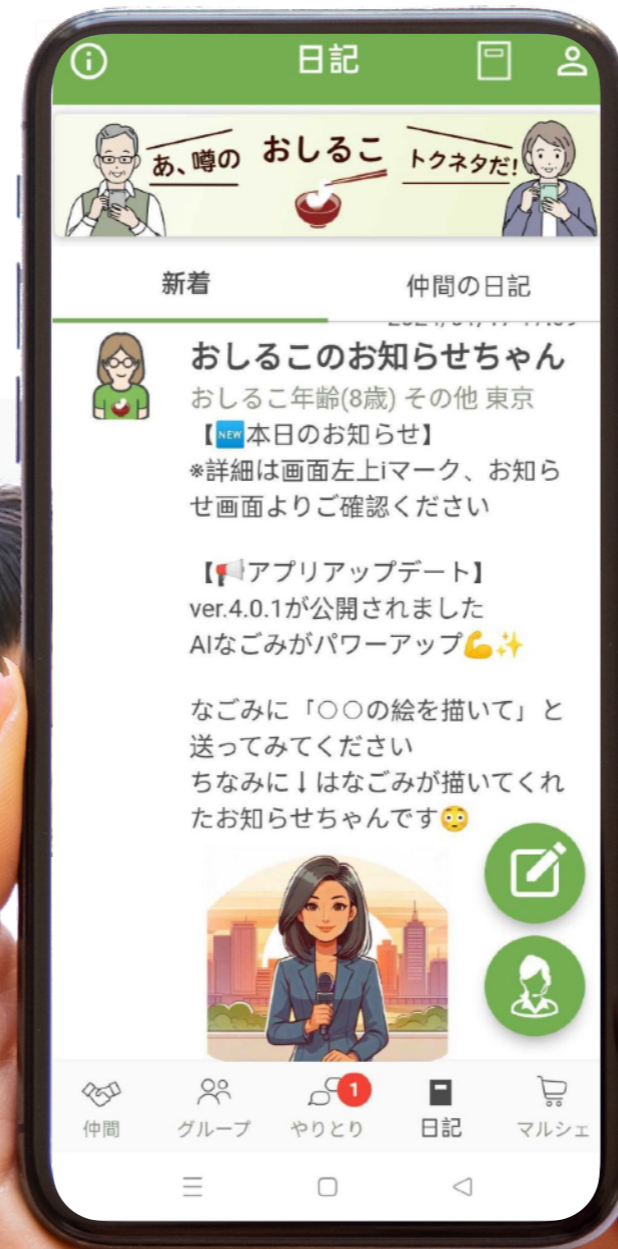 日記
あ、噂の おしるこ トクネタだ!
新着 仲間の日記
おしるこのお知らせちゃん
おしるこ年齢(8歳) その他 東京
【🆕本日のお知らせ】
※詳細は画面左上iマーク、お知ら
せ画面よりご確認ください
【📢アプリアップデート】
ver.4.0.1が公開されました
AIなごみがパワーアップ💪✨
なごみに「○○の絵を描いて」と
送ってみてください
ちなみに↓はなごみが描いてくれ
たお知らせちゃんです😳
1
仲間 グループ やりとり 日記 マルシェ